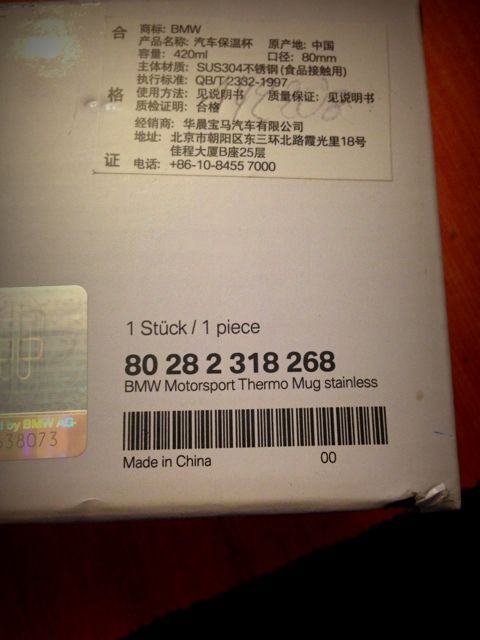 合 商标: BMW
产品名称: 汽车保温杯 原产地: 中国
容量: 420ml 口径: 80mm
主体材质: SUS304不锈钢(食品接触用)
执行标准: QB/T 2332-1997
格 使用方法: 见说明书 质量保证: 见说明书
质检证明: 合格
经销商: 华晨宝马汽车有限公司
地址: 北京市朝阳区东三环北路霞光里18号
佳程大厦B座25层
证 电话: +86-10-8455 7000
1 Stück / 1 piece
80 28 2 318 268
BMW Motorsport Thermo Mug stainless
by BMW AG-
38073
Made in China 00